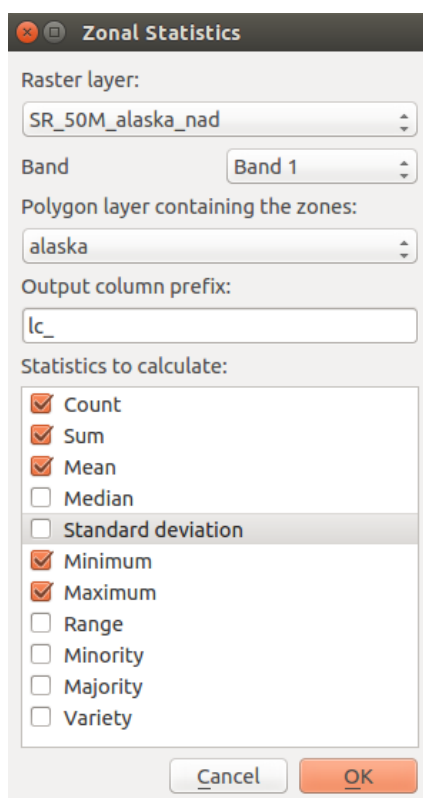 Zonal Statistics
Raster layer:
SR_50M_alaska_nad
Band Band 1
Polygon layer containing the zones:
alaska
Output column prefix:
lc_
Statistics to calculate:
Count
Sum
Mean
Median
Standard deviation
Minimum
Maximum
Range
Minority
Majority
Variety
Cancel OK